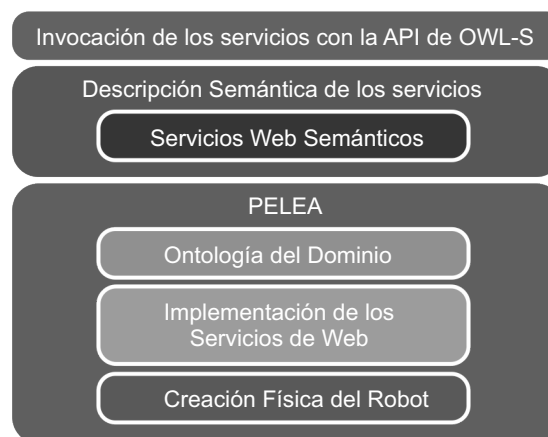 Invocación de los servicios con la API de OWL-S
Descripción Semántica de los servicios
Servicios Web Semánticos
PELEA
Ontología del Dominio
Implementación de los
Servicios de Web
Creación Física del Robot